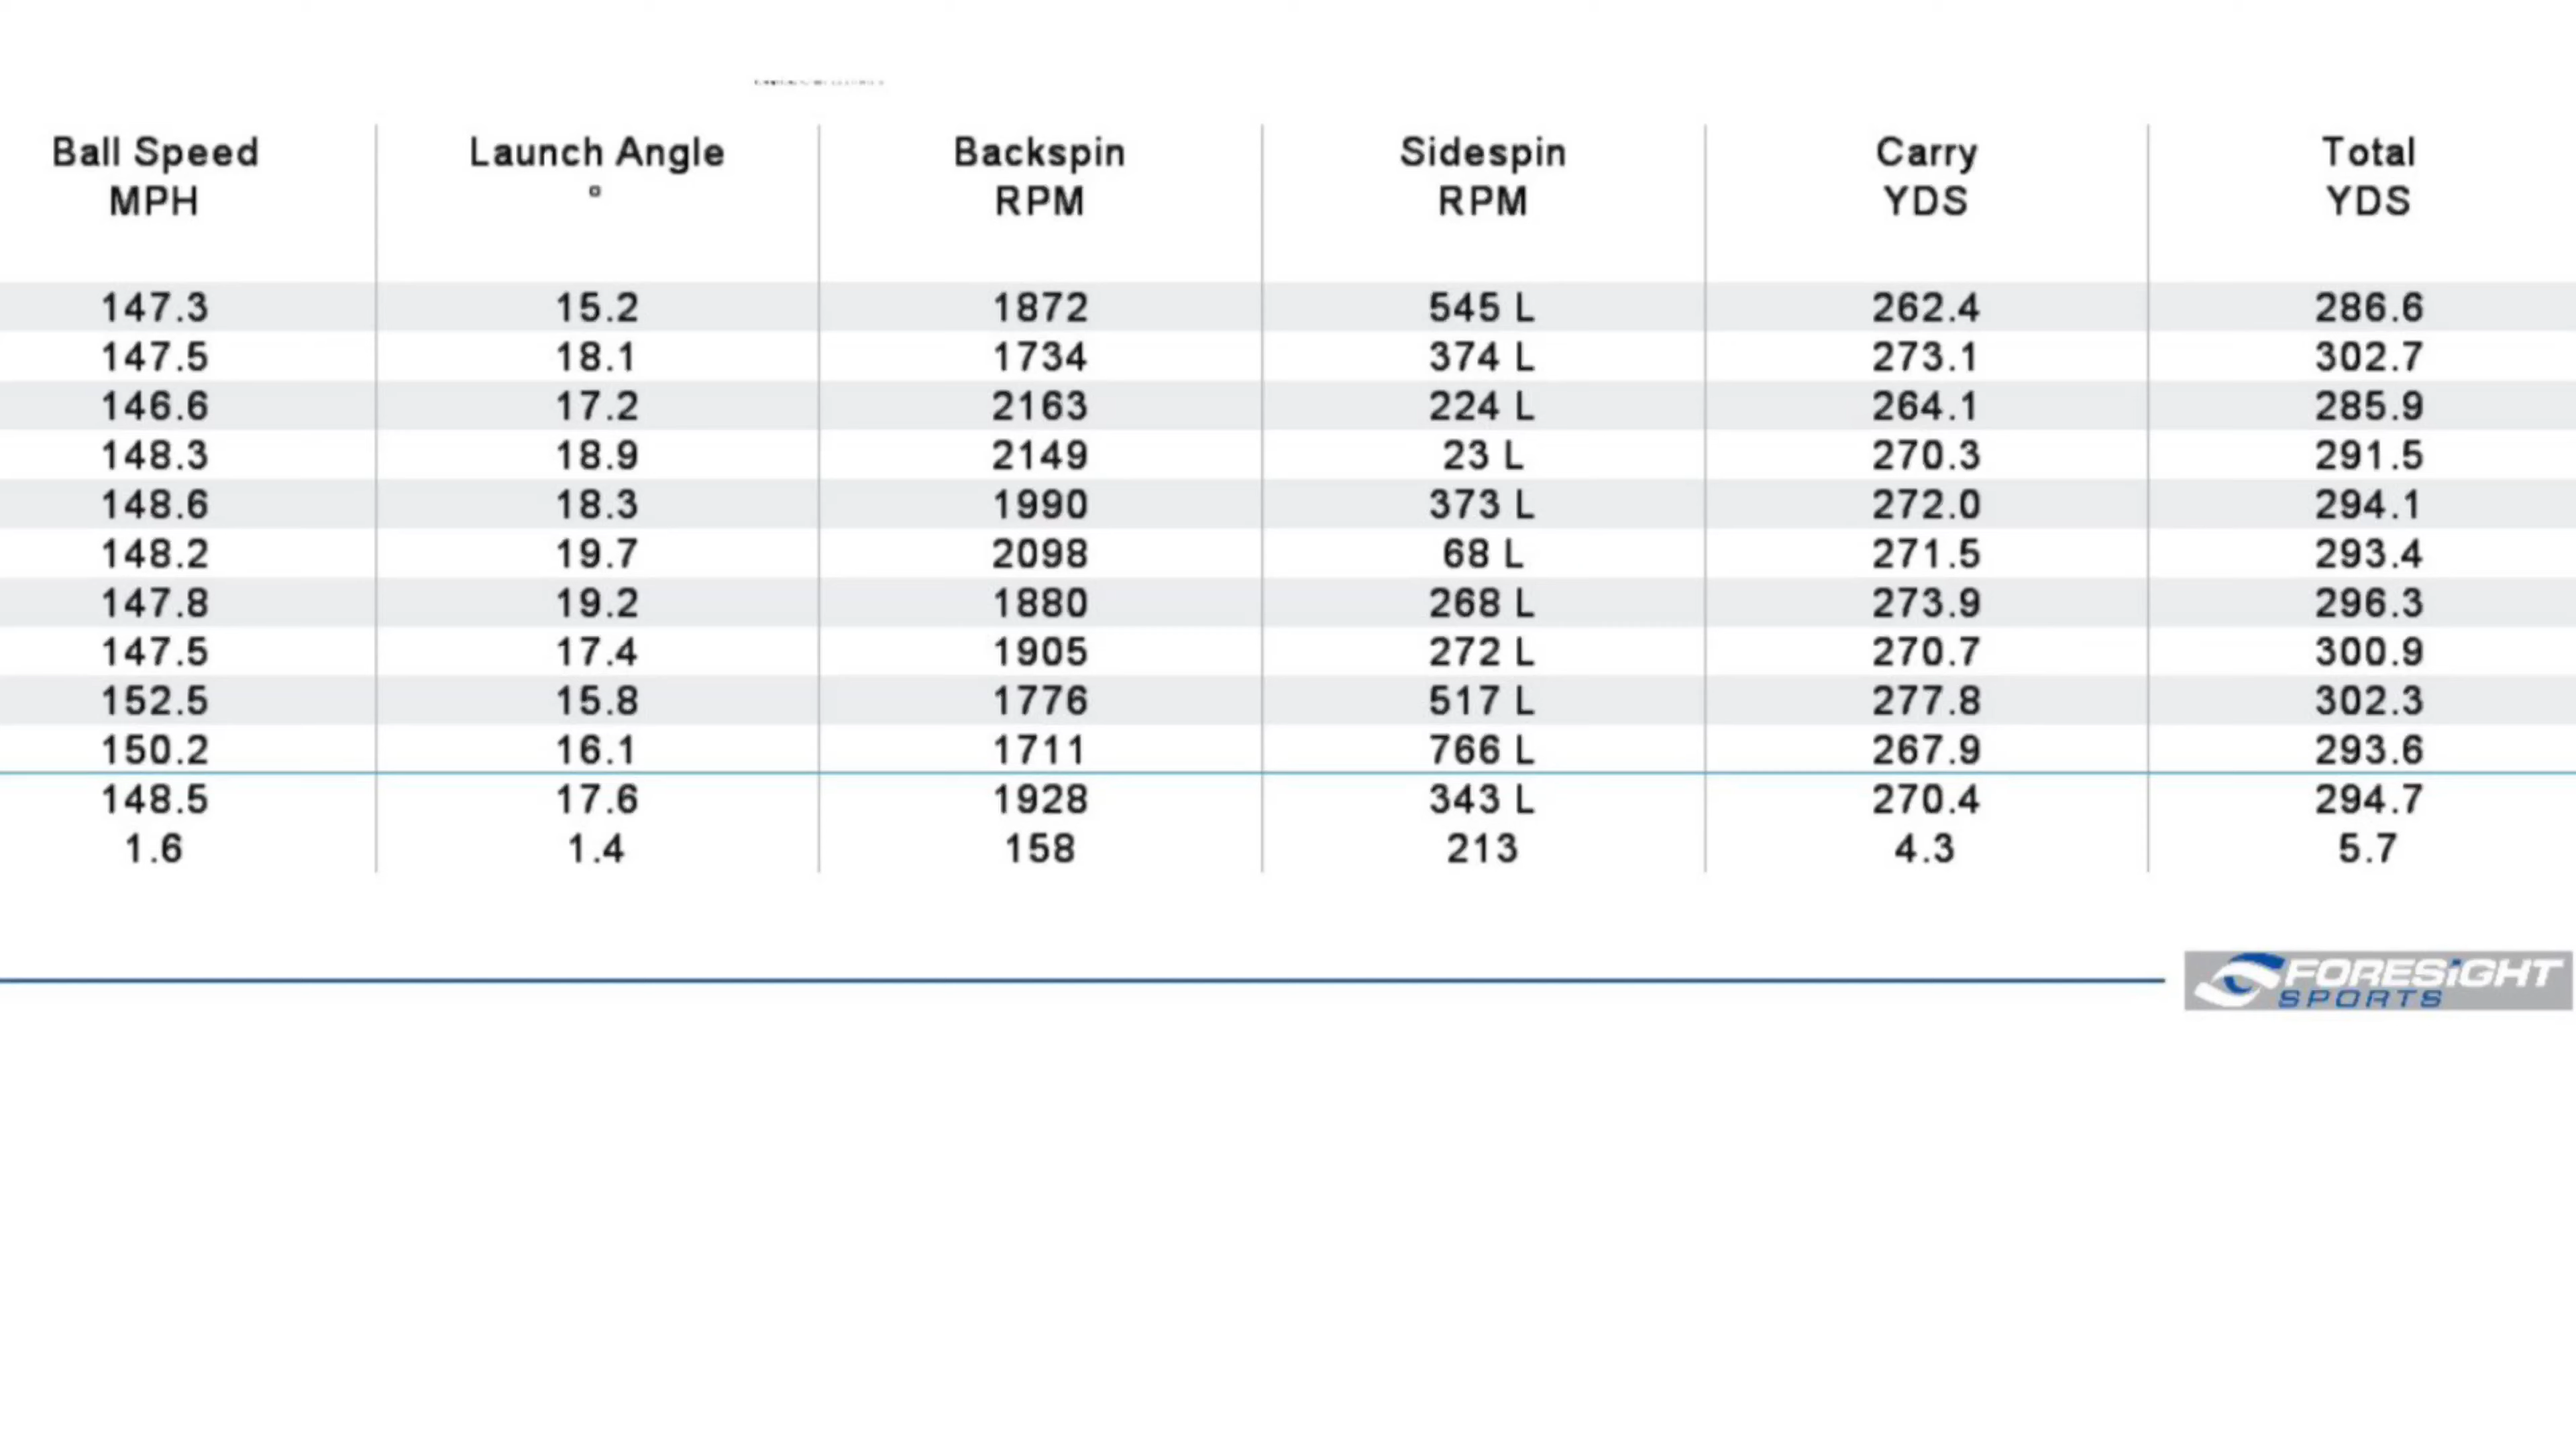 Ball Speed Launch Angle Backspin Sidespin Carry Total
MPH ° RPM RPM YDS YDS
147.3 15.2 1872 545 L 262.4 286.6
147.5 18.1 1734 374 L 273.1 302.7
146.6 17.2 2163 224 L 264.1 285.9
148.3 18.9 2149 23 L 270.3 291.5
148.6 18.3 1990 373 L 272.0 294.1
148.2 19.7 2098 68 L 271.5 293.4
147.8 19.2 1880 268 L 273.9 296.3
147.5 17.4 1905 272 L 270.7 300.9
152.5 15.8 1776 517 L 277.8 302.3
150.2 16.1 1711 766 L 267.9 293.6
148.5 17.6 1928 343 L 270.4 294.7
1.6 1.4 158 213 4.3 5.7
FORESiGHT
SPORTS